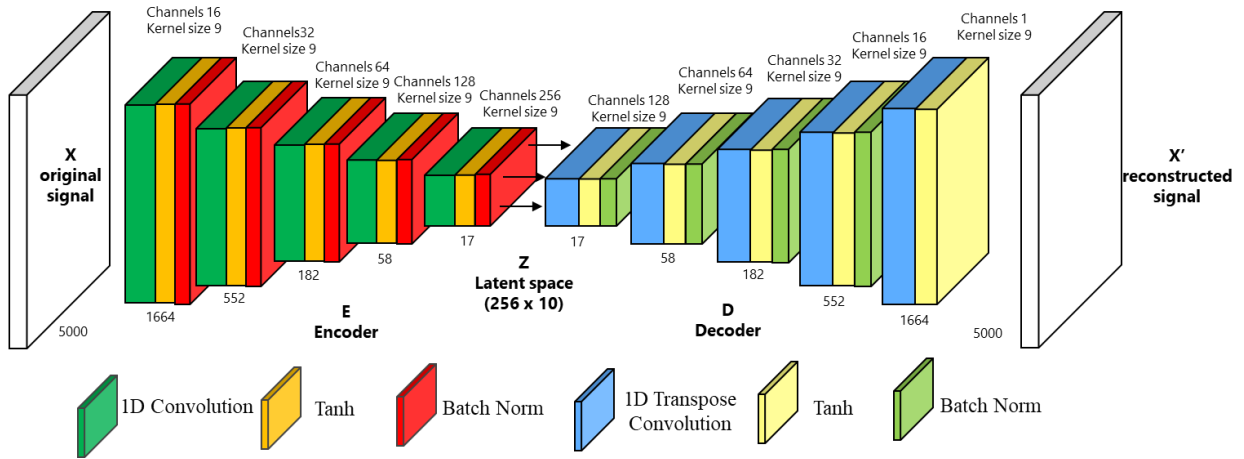 Channels 16
Kernel size 9
Channels32
Kernel size 9
Channels 64
Kernel size 9
Channels 128
Kernel size 9
Channels 256
Kernel size 9
Channels 128
Kernel size 9
Channels 64
Kernel size 9
Channels 32
Kernel size 9
Channels 16
Kernel size 9
Channels 1
Kernel size 9
X
original
signal
5000
1664
552
182
58
17
E
Encoder
Z
Latent space
(256 x 10)
17
58
182
552
1664
D
Decoder
5000
X’
reconstructed
signal
1D Convolution
Tanh
Batch Norm
1D Transpose
Convolution
Tanh
Batch Norm